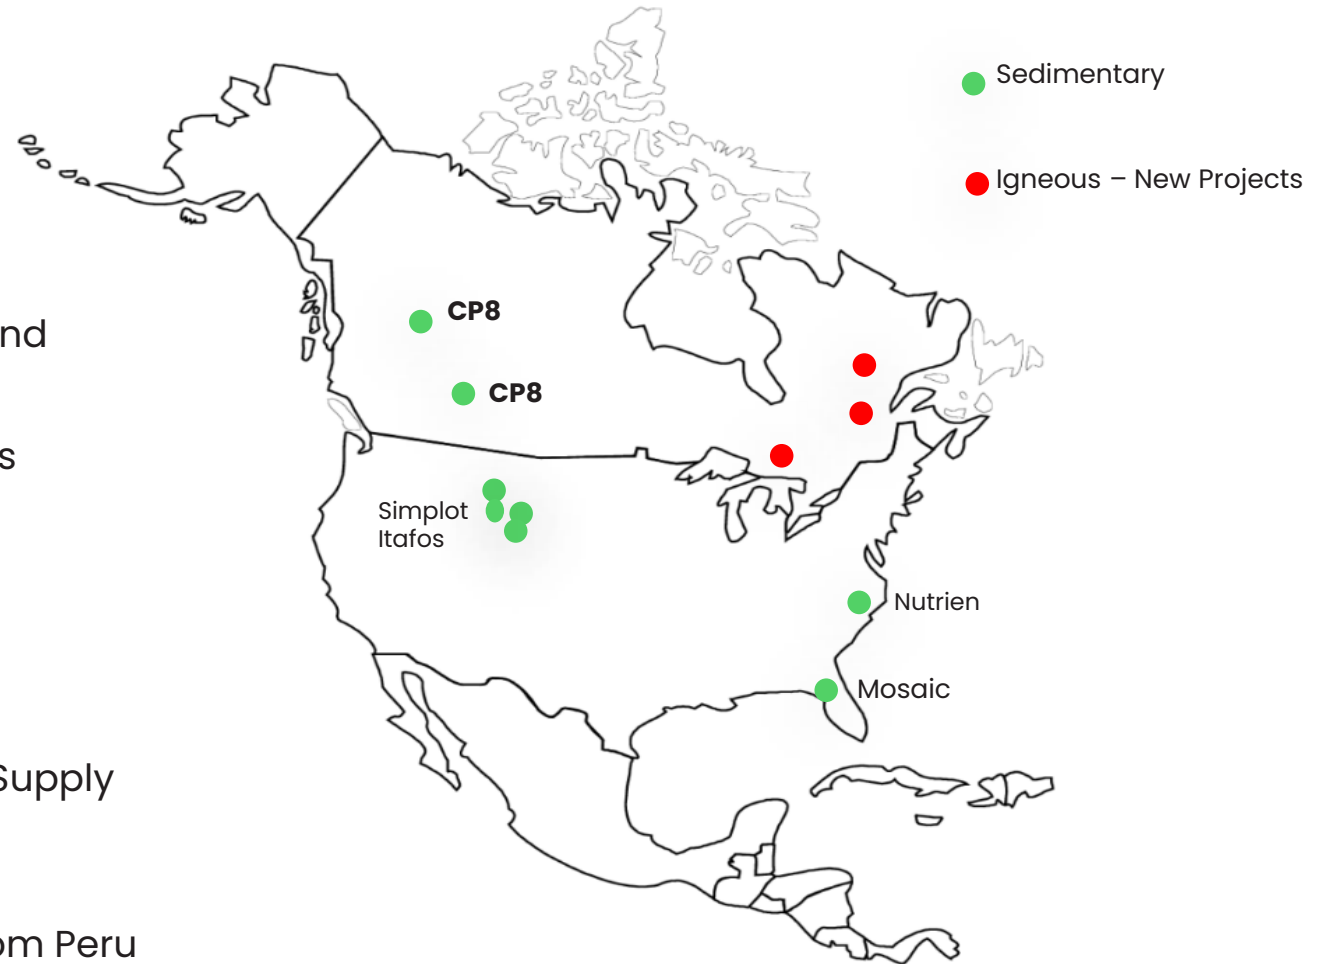 Sedimentary
Igneous – New Projects
CP8
nd
CP8
s
Simplot
Itafos
Nutrien
Mosaic
Supply
om Peru